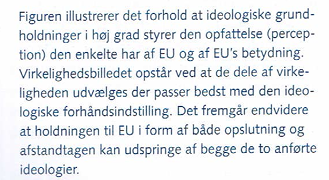 Figuren illustrerer det forhold at ideologiske grund-
holdninger i høj grad styrer den opfattelse (percep-
tion) den enkelte har af EU og af EU's betydning.
Virkelighedsbilledet opstår ved at de dele af virke-
ligheden udvælges der passer bedst med den ideo-
logiske forhåndsindstilling. Det fremgår endvidere
at holdningen til EU i form af både opslutning og
afstandtagen kan udspringe af begge de to anførte
ideologier.